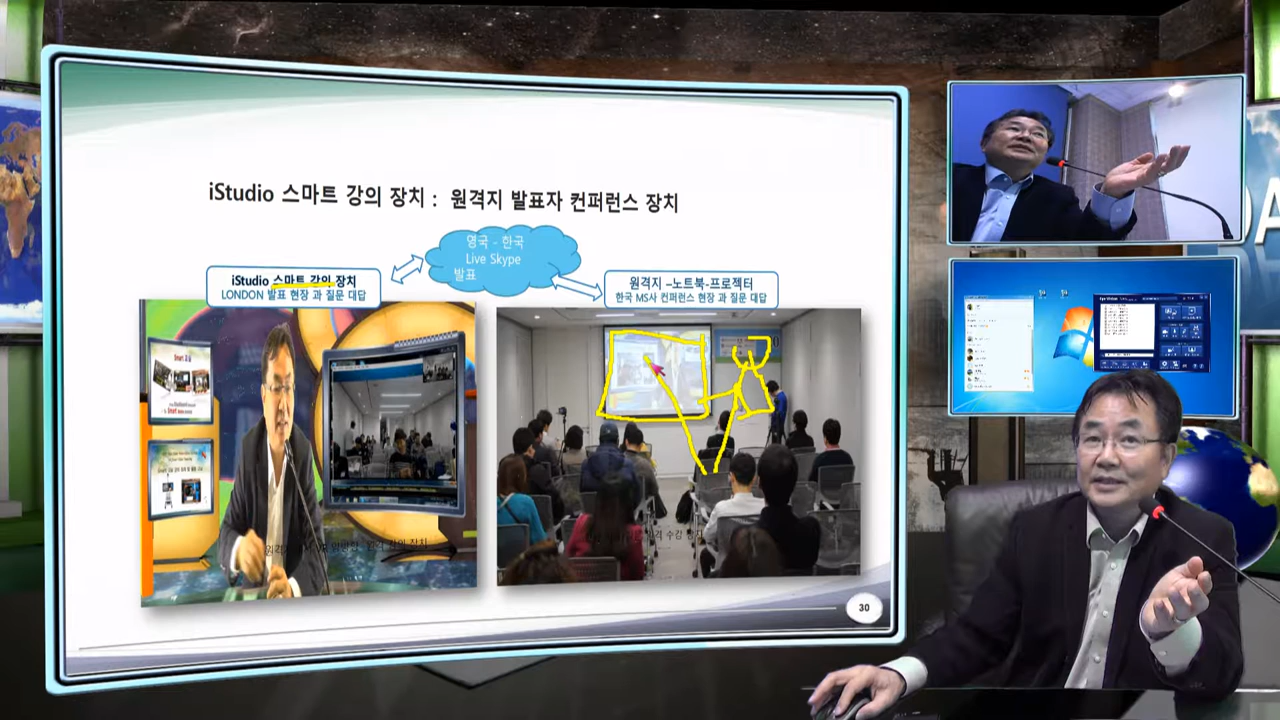 iStudio 스마트 강의 장치 : 원격지 발표자 컨퍼런스 장치
영국 - 한국
Live Skype
발표
iStudio 스마트 강의 장치
LONDON 발표 현장 과 질문 대답
원격지 –노트북-프로젝터
한국 MS사 컨퍼런스 현장 과 질문 대답
30